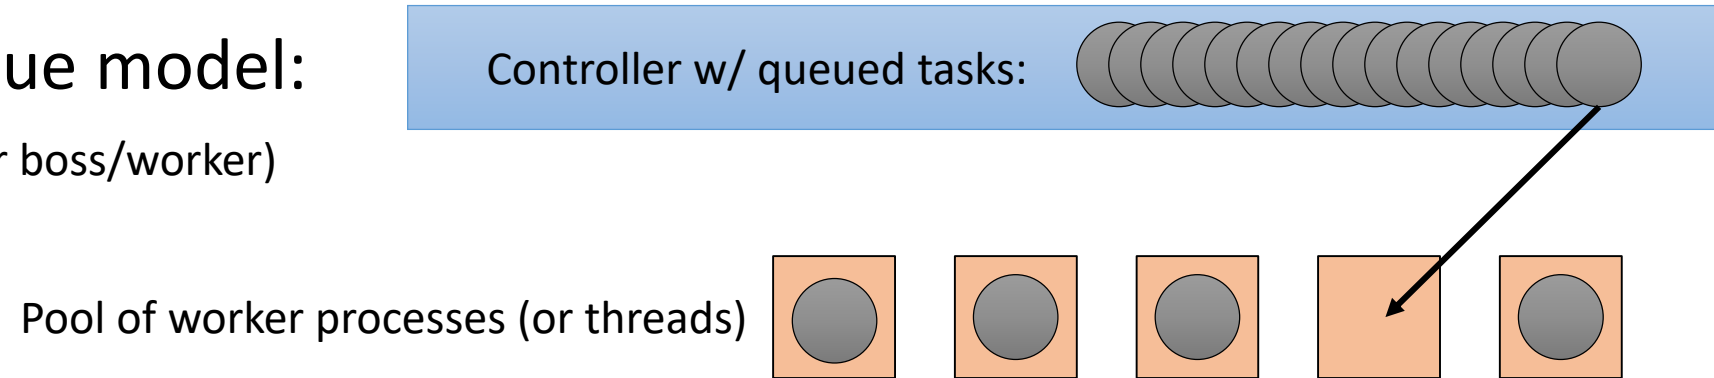 ue model:
Controller w/ queued tasks:
r boss/worker)
Pool of worker processes (or threads)